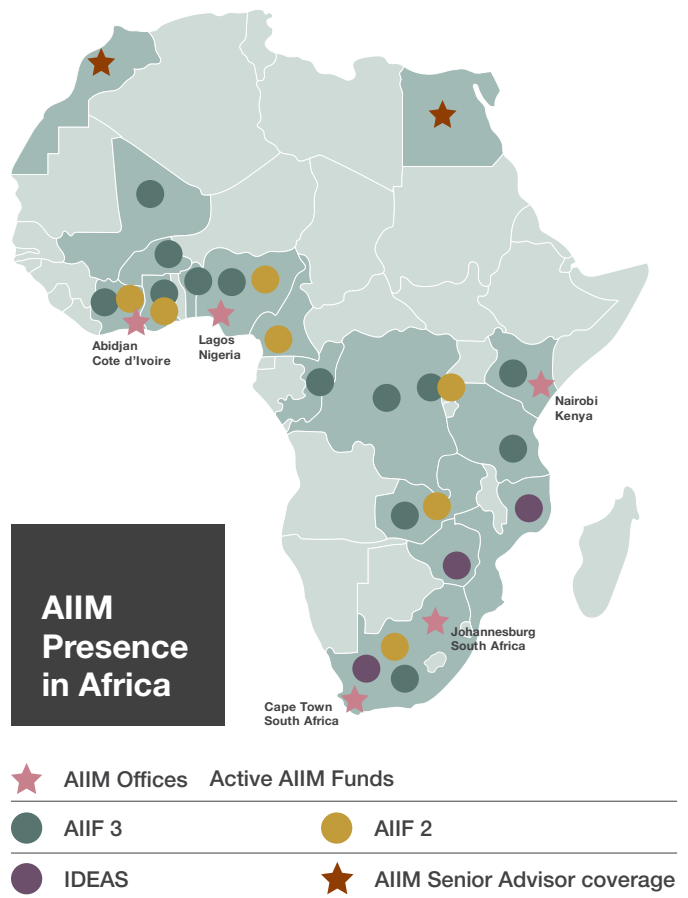 Abidjan
Cote d'Ivoire
Lagos
Nigeria
Nairobi
Kenya
AIIM
Presence
in Africa
Johannesburg
South Africa
Cape Town
South Africa
AIIM Offices Active AIIM Funds
AIIF 3 AIIF 2
IDEAS AIIM Senior Advisor coverage